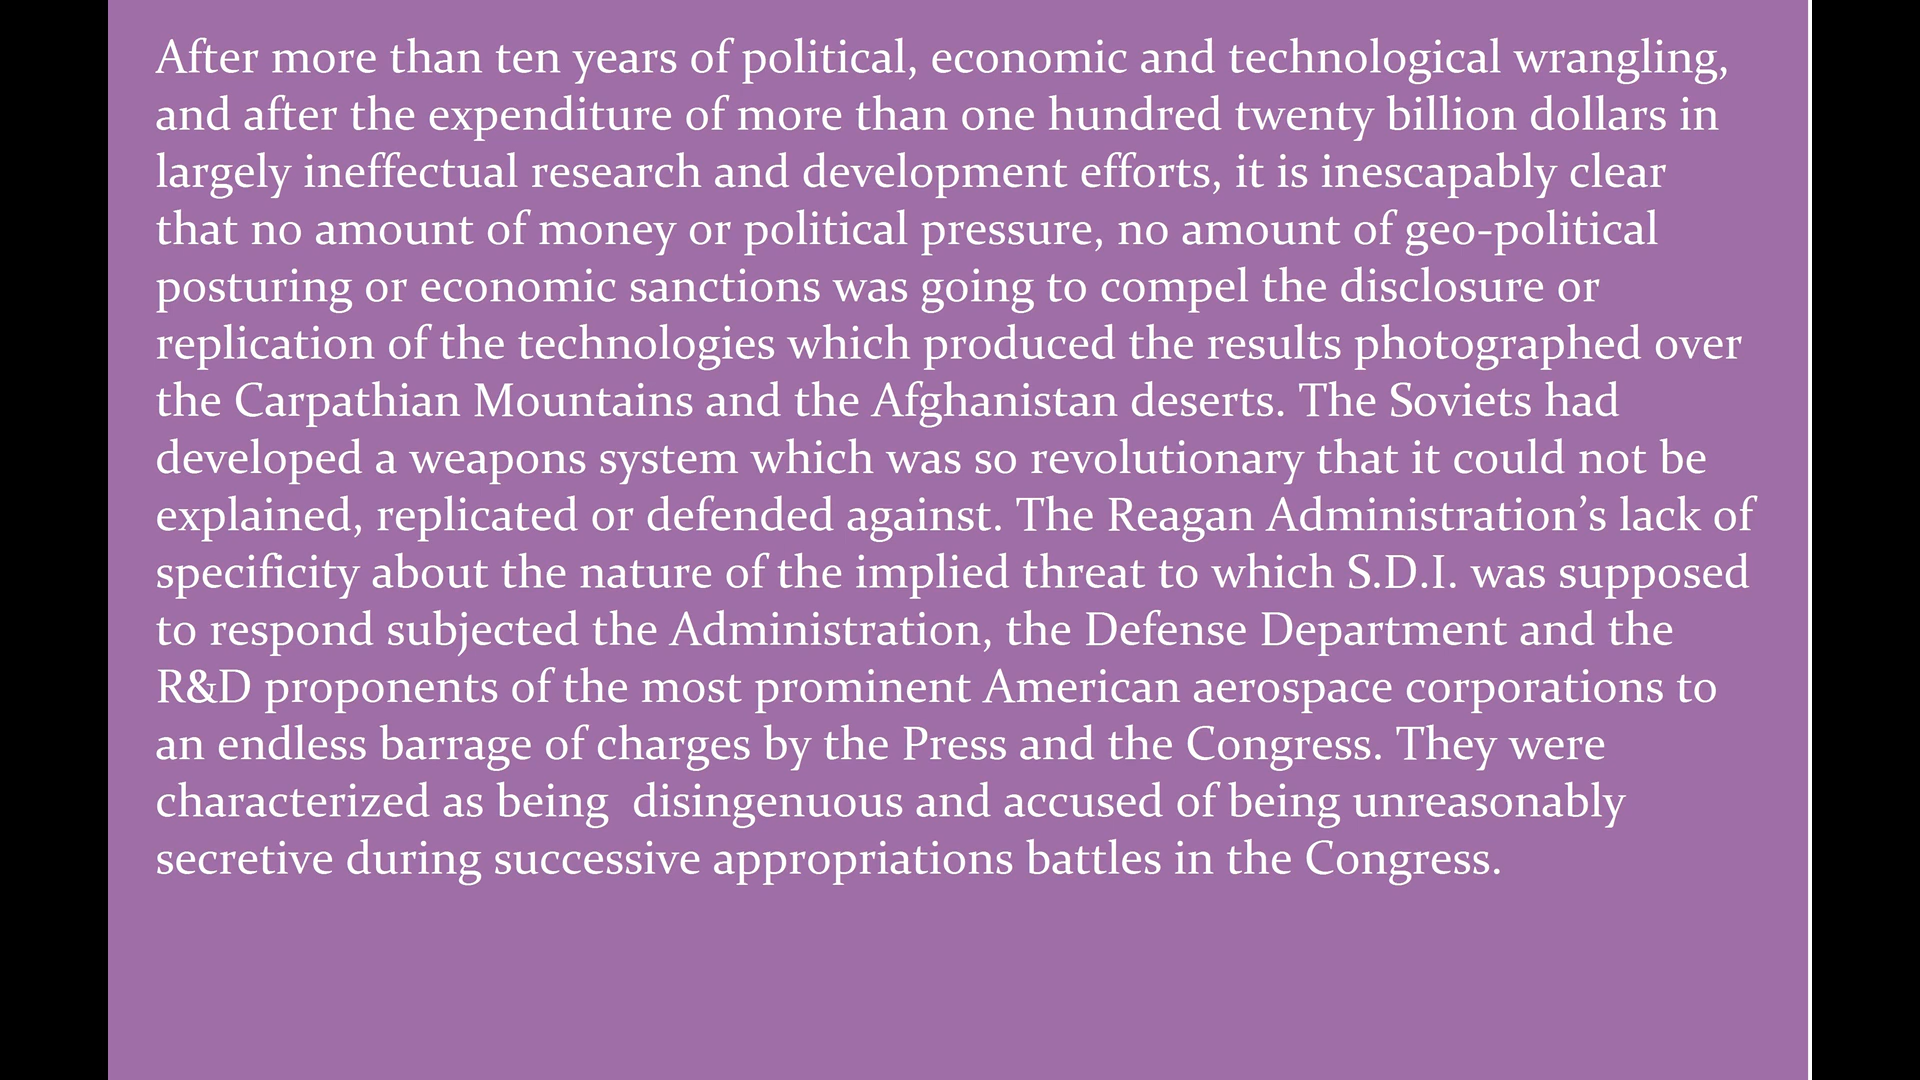 After more than ten years of political, economic and technological wrangling,
and after the expenditure of more than one hundred twenty billion dollars in
largely ineffectual research and development efforts, it is inescapably clear
that no amount of money or political pressure, no amount of geo-political
posturing or economic sanctions was going to compel the disclosure or
replication of the technologies which produced the results photographed over
the Carpathian Mountains and the Afghanistan deserts. The Soviets had
developed a weapons system which was so revolutionary that it could not be
explained, replicated or defended against. The Reagan Administration’s lack of
specificity about the nature of the implied threat to which S.D.I. was supposed
to respond subjected the Administration, the Defense Department and the
R&D proponents of the most prominent American aerospace corporations to
an endless barrage of charges by the Press and the Congress. They were
characterized as being  disingenuous and accused of being unreasonably
secretive during successive appropriations battles in the Congress.